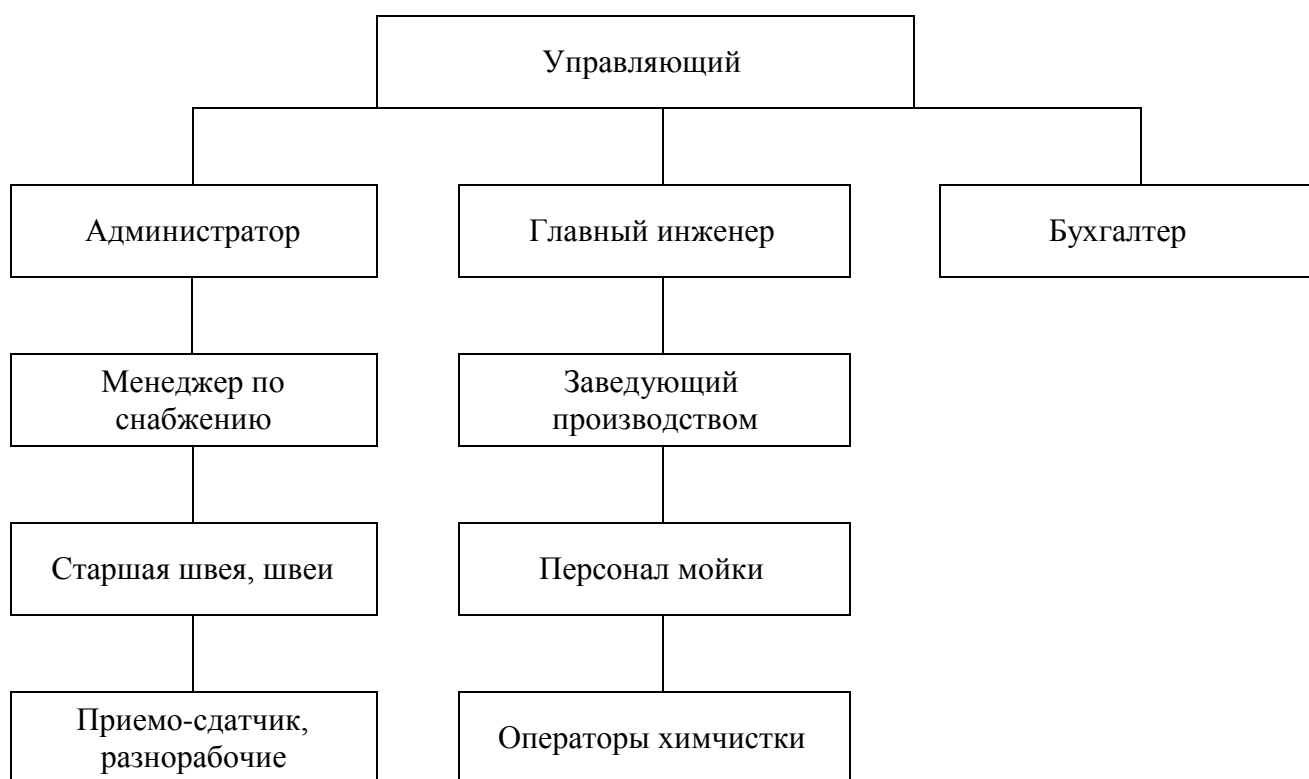 Управляющий
Администратор
Главный инженер
Бухгалтер
Менеджер по
снабжению
Заведующий
производством
Старшая швея, швеи
Персонал мойки
Приемо-сдатчик,
разнорабочие
Операторы химчистки